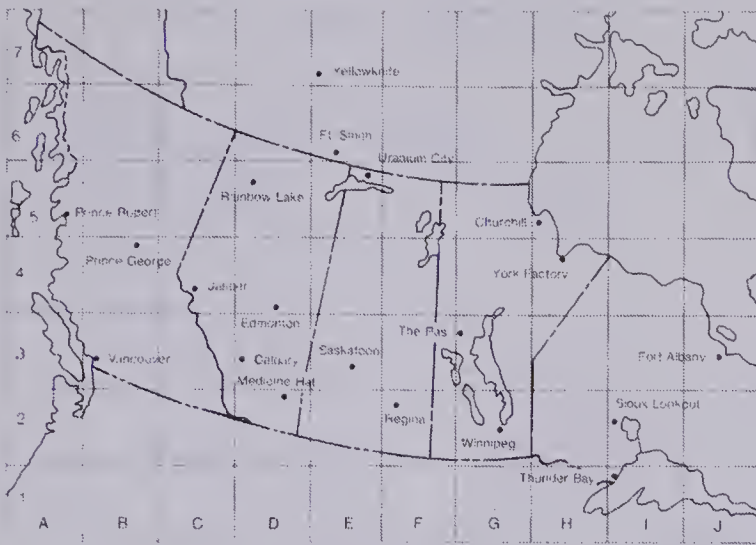 7
Yellowknife
6
Ft. Smith
Uranium City
Rainbow Lake
5
Prince Rupert
Churchill
Prince George
York Factory
4
Jasper
Edmonton
The Pas
3
Vancouver
Calgary
Saskatoon
Fort Albany
Medicine Hat
2
Regina
Sioux Lookout
Winnipeg
Thunder Bay
1
A B C D E F G H I J